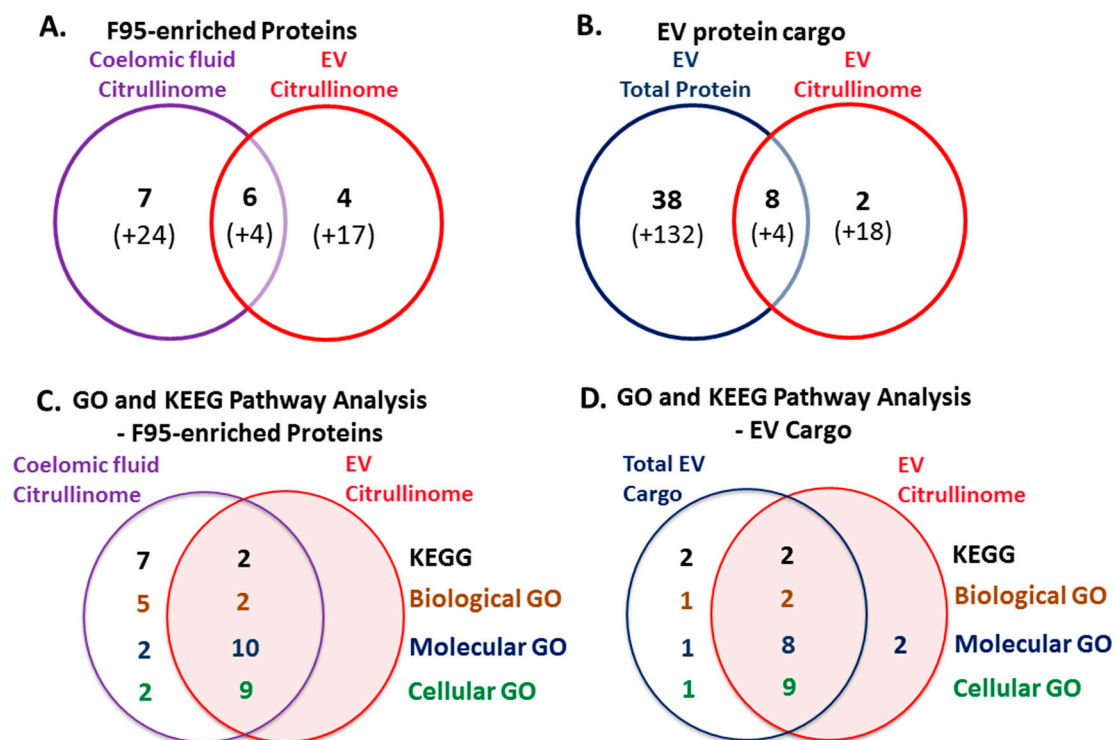 A. F95-enriched Proteins
Coelomic fluid Citrullinome
EV Citrullinome
7 6 4
(+24) (+4) (+17)
B. EV protein cargo
EV Total Protein
EV Citrullinome
38 8 2
(+132) (+4) (+18)
C. GO and KEEG Pathway Analysis
- F95-enriched Proteins
Coelomic fluid
Citrullinome
EV
Citrullinome
7 2 KEGG
5 2 Biological GO
2 10 Molecular GO
2 9 Cellular GO
D. GO and KEEG Pathway Analysis
- EV Cargo
Total EV
Cargo
EV
Citrullinome
2 2 KEGG
1 2 Biological GO
1 8 2 Molecular GO
1 9 Cellular GO